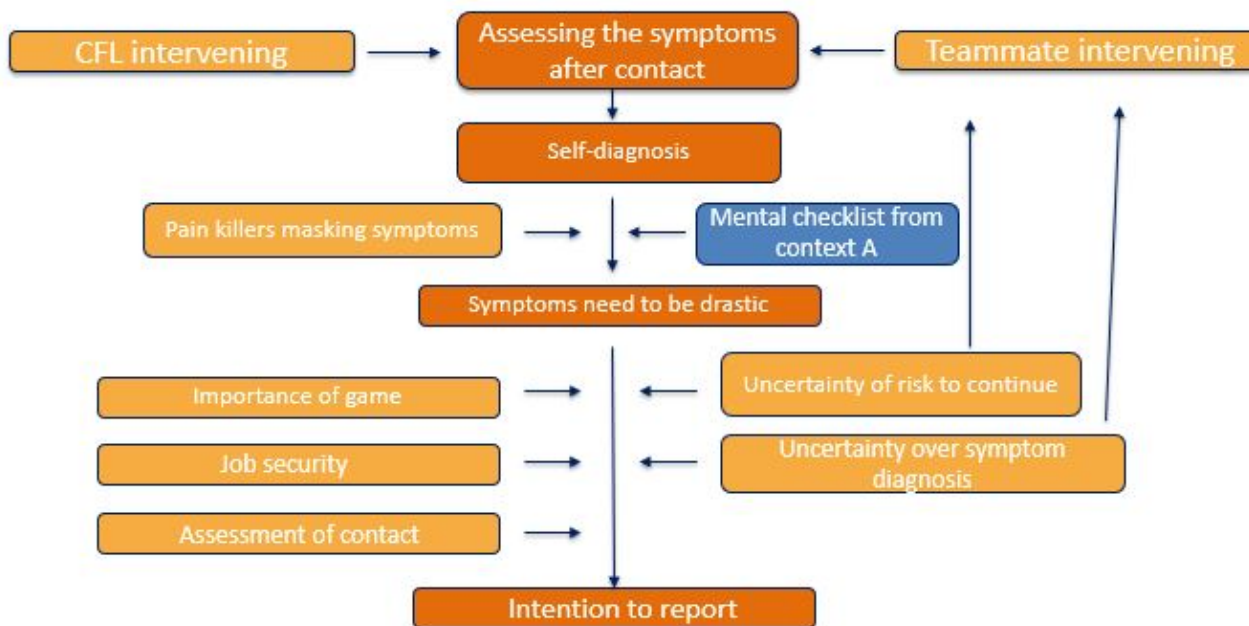 CFL intervening
Assessing the symptoms
after contact
Teammate intervening
Self-diagnosis
Pain killers masking symptoms
Mental checklist from
context A
Symptoms need to be drastic
Importance of game
Uncertainty of risk to continue
Job security
Uncertainty over symptom
diagnosis
Assessment of contact
Intention to report